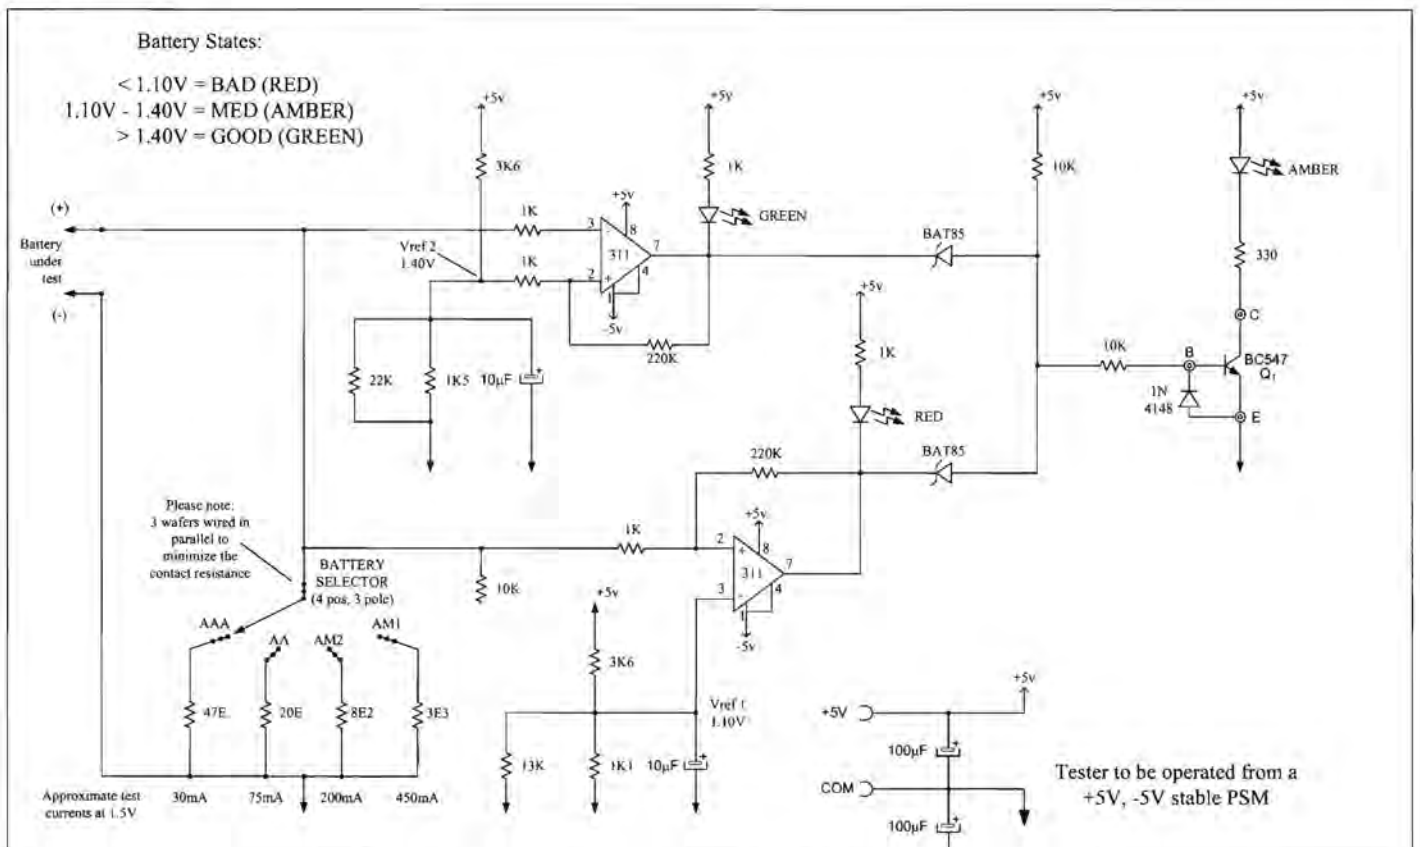 Battery States:
< 1.10V = BAD (RED)
1.10V - 1.40V = MED (AMBER)
> 1.40V = GOOD (GREEN)
+5v
+5v
+5v
+5v
3K6
1K
10K
AMBER
(+)
1K
3
-
+5v
8
GREEN
Battery
under
test
Vref 2
1.40V
1K
311
7
BAT85
330
2
+
4
1
-5v
+5v
(-)
C
220K
1K
10K
B
BC547
Q1
22K
1K5
10µF
+
1N
4148
E
RED
220K
BAT85
Please note:
3 wafers wired in
parallel to
minimize the
contact resistance
1K
+5v
2
+
8
BATTERY
SELECTOR
(4 pos, 3 pole)
10K
311
7
4
+5v
3
-
1
-5v
AAA
AA
AM2
AM1
3K6
47E
20E
8E2
3E3
Vref 1
1.10V
+5V
+5v
13K
1K1
10µF
+
100µF
+
COM
Tester to be operated from a
+5V, -5V stable PSM
Approximate test
currents at 1.5V
30mA
75mA
200mA
450mA
100µF
+